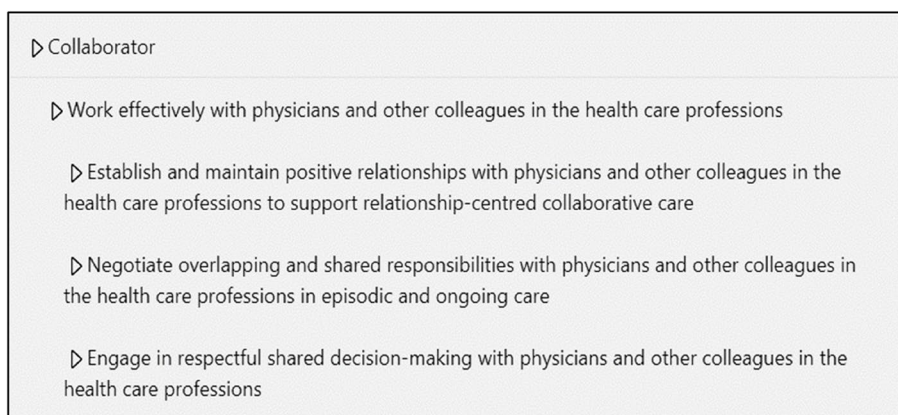 Collaborator
Work effectively with physicians and other colleagues in the health care professions
Establish and maintain positive relationships with physicians and other colleagues in the
health care professions to support relationship-centred collaborative care
Negotiate overlapping and shared responsibilities with physicians and other colleagues in
the health care professions in episodic and ongoing care
Engage in respectful shared decision-making with physicians and other colleagues in the
health care professions